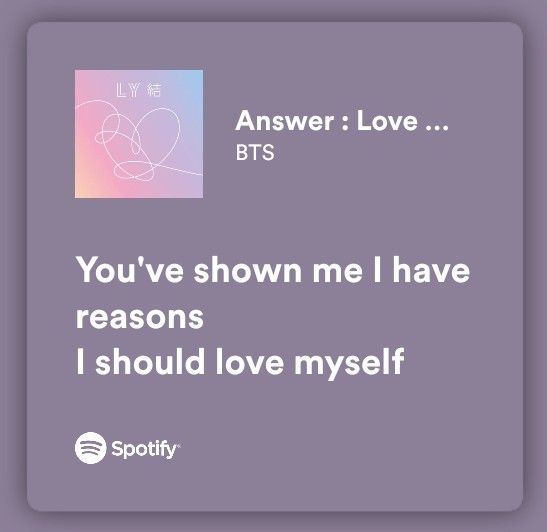 LY 結
Answer : Love ...
BTS
You've shown me I have
reasons
I should love myself
Spotify®